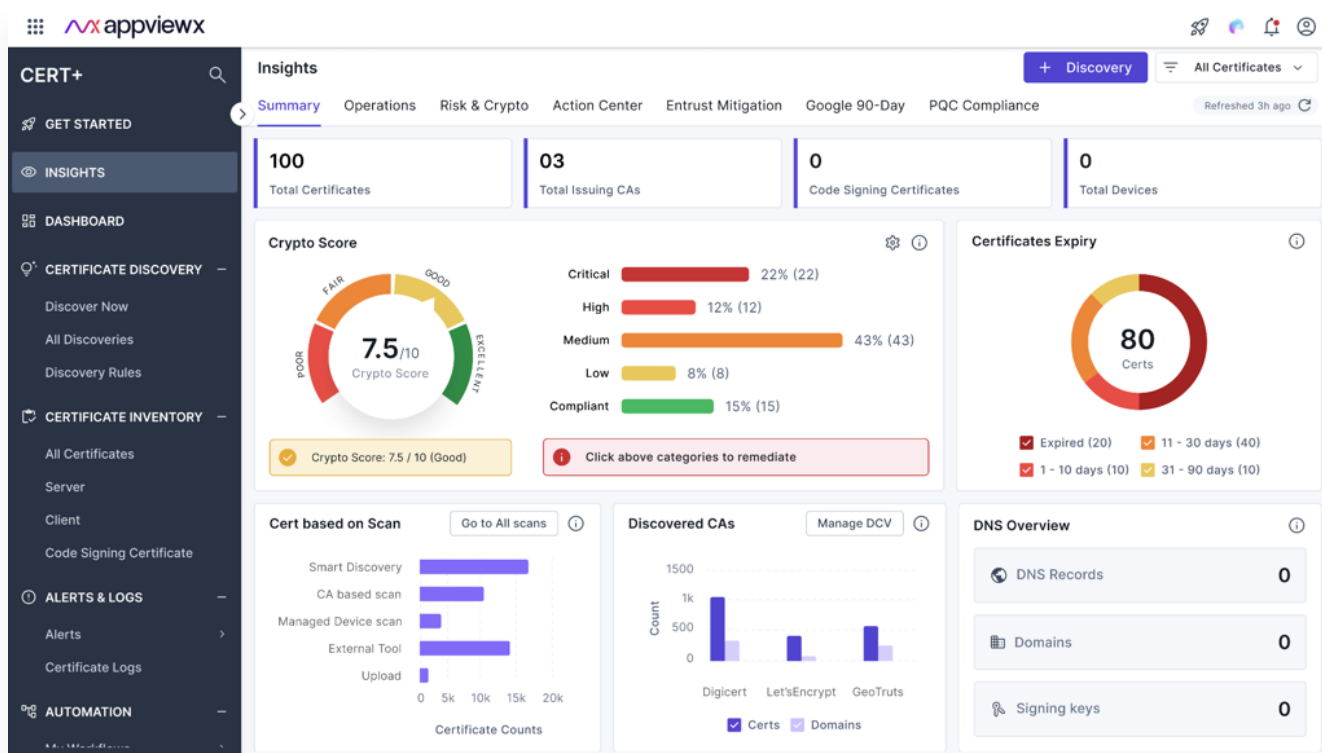 appviewx
CERT+
GET STARTED
INSIGHTS
DASHBOARD
CERTIFICATE DISCOVERY
Discover Now
All Discoveries
Discovery Rules
CERTIFICATE INVENTORY
All Certificates
Server
Client
Code Signing Certificate
ALERTS & LOGS
Alerts
Certificate Logs
AUTOMATION
My Workflows
Insights
+ Discovery
All Certificates
Summary Operations Risk & Crypto Action Center Entrust Mitigation Google 90-Day PQC Compliance
Refreshed 3h ago
100
Total Certificates
03
Total Issuing CAs
0
Code Signing Certificates
0
Total Devices
Crypto Score
POOR
FAIR
GOOD
EXCELLENT
7.5/10
Crypto Score
Critical 22% (22)
High 12% (12)
Medium 43% (43)
Low 8% (8)
Compliant 15% (15)
Crypto Score: 7.5 / 10 (Good)
Click above categories to remediate
Certificates Expiry
80
Certs
Expired (20) 11 - 30 days (40)
1 - 10 days (10) 31 - 90 days (10)
Cert based on Scan
Go to All scans
Smart Discovery
CA based scan
Managed Device scan
External Tool
Upload
0 5k 10k 15k 20k
Certificate Counts
Discovered CAs
Manage DCV
Count
1500
1k
500
0
Digicert Let'sEncrypt GeoTruts
Certs Domains
DNS Overview
DNS Records 0
Domains 0
Signing keys 0